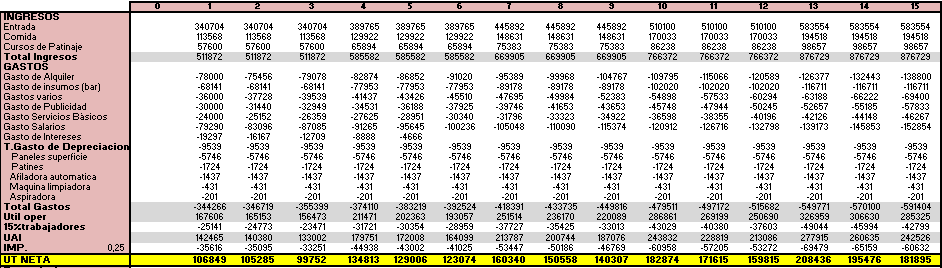 0 1 2 3 4 5 6 7 8 9 10 11 12 13 14 15
INGRESOS
Entrada 340704 340704 340704 389765 389765 389765 445892 445892 445892 510100 510100 510100 583554 583554 583554
Comida 113568 113568 113568 129922 129922 129922 148631 148631 148631 170033 170033 170033 194518 194518 194518
Cursos de Patinaje 57600 57600 57600 65894 65894 65894 75383 75383 75383 86238 86238 86238 98657 98657 98657
Total Ingresos 511872 511872 511872 585582 585582 585582 669905 669905 669905 766372 766372 766372 876729 876729 876729
GASTOS
Gasto de Alquiler -78000 -75456 -79078 -82874 -86852 -91020 -95389 -99968 -104767 -109795 -115066 -120589 -126377 -132443 -138800
Gasto de insumos (bar) -68141 -68141 -68141 -77953 -77953 -77953 -89178 -89178 -89178 -102020 -102020 -102020 -116711 -116711 -116711
Gastos varios -36000 -37728 -39539 -41437 -43426 -45510 -47695 -49984 -52383 -54898 -57533 -60294 -63188 -66222 -69400
Gasto de Publicidad -30000 -31440 -32949 -34531 -36188 -37925 -39746 -41653 -43653 -45748 -47944 -50245 -52657 -55185 -57833
Gasto Servicios Básicos -24000 -25152 -26359 -27625 -28951 -30340 -31796 -33323 -34922 -36598 -38355 -40196 -42126 -44148 -46267
Gasto Salarios -79290 -83096 -87085 -91265 -95645 -100236 -105048 -110090 -115374 -120912 -126716 -132798 -139173 -145853 -152854
Gasto de Intereses -19297 -16167 -12709 -8888 -4666
T.Gasto de Depreciacion -9539 -9539 -9539 -9539 -9539 -9539 -9539 -9539 -9539 -9539 -9539 -9539 -9539 -9539 -9539
Paneles superficie -5746 -5746 -5746 -5746 -5746 -5746 -5746 -5746 -5746 -5746 -5746 -5746 -5746 -5746 -5746
Patines -1724 -1724 -1724 -1724 -1724 -1724 -1724 -1724 -1724 -1724 -1724 -1724 -1724 -1724 -1724
Afiladora automatica -1437 -1437 -1437 -1437 -1437 -1437 -1437 -1437 -1437 -1437 -1437 -1437 -1437 -1437 -1437
Maquina limpiadora -431 -431 -431 -431 -431 -431 -431 -431 -431 -431 -431 -431 -431 -431 -431
Aspiradora -201 -201 -201 -201 -201 -201 -201 -201 -201 -201 -201 -201 -201 -201 -201
Total Gastos -344266 -346719 -355399 -374110 -383219 -392524 -418391 -433735 -449816 -479511 -497172 -515682 -549771 -570100 -591404
Util oper 167606 165153 156473 211471 202363 193057 251514 236170 220089 286861 269199 250690 326959 306630 285325
15%trabajadores -25141 -24773 -23471 -31721 -30354 -28959 -37727 -35425 -33013 -43029 -40380 -37603 -49044 -45994 -42799
UAI 142465 140380 133002 179751 172008 164099 213787 200744 187076 243832 228819 213086 277915 260635 242526
IMP. 0,25 -35616 -35095 -33251 -44938 -43002 -41025 -53447 -50186 -46769 -60958 -57205 -53272 -69479 -65159 -60632
UT NETA 106849 105285 99752 134813 129006 123074 160340 150558 140307 182874 171615 159815 208436 195476 181895